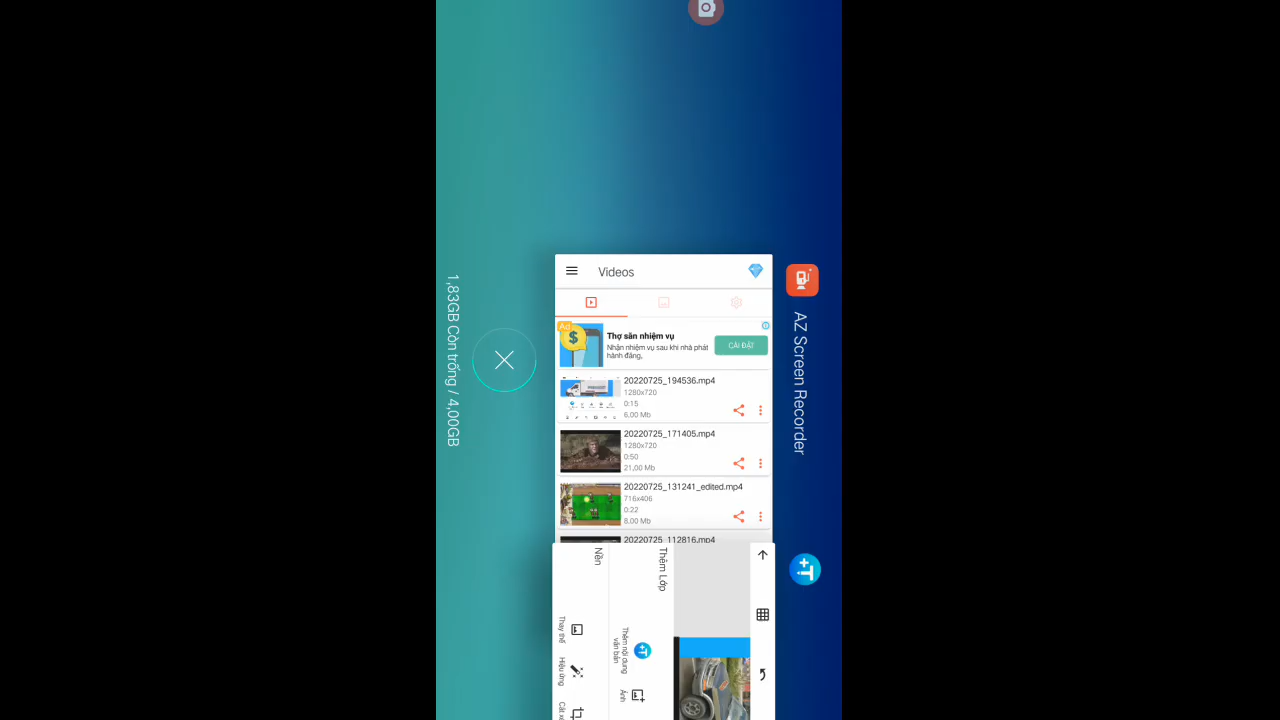 Videos
Ad
Thợ săn nhiệm vụ
Nhận nhiệm vụ sau khi nhà phát
hành đăng,
CÀI ĐẶT
20220725_194536.mp4
1280x720
0:15
6,00 Mb
20220725_171405.mp4
1280x720
0:50
21,00 Mb
20220725_131241_edited.mp4
716x406
0:22
8,00 Mb
20220725_112816.mp4
AZ Screen Recorder
1,83GB Còn trống / 4,00GB
Thêm Lớp
Thêm nội dung
văn bản
Ảnh
Nền
Thay thế
Hiệu ứng